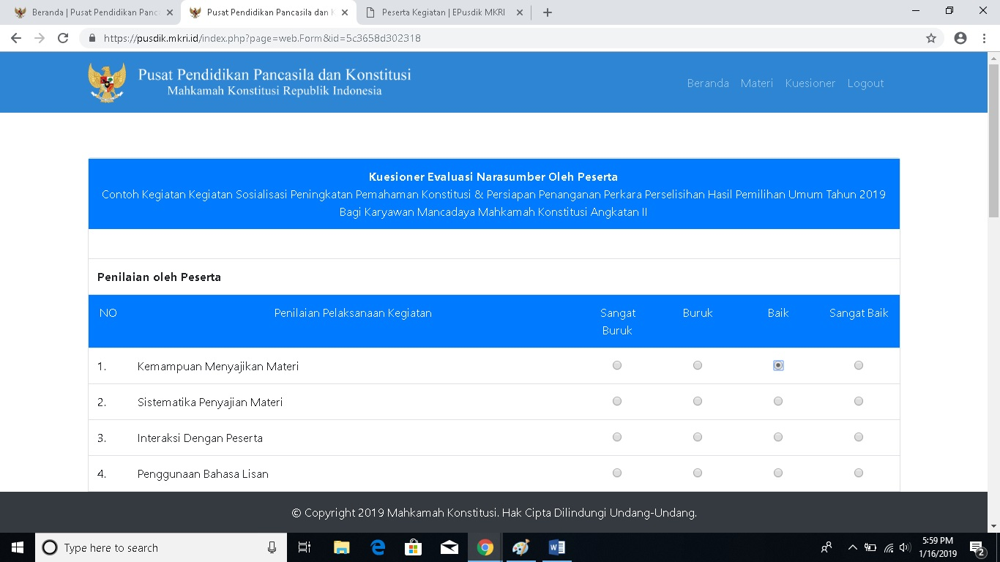 Beranda | Pusat Pendidikan Panca
Pusat Pendidikan Pancasila dan K
Peserta Kegiatan | EPusdik MKRI
https://pusdik.mkri.id/index.php?page=web.Form&id=5c3658d302318
Pusat Pendidikan Pancasila dan Konstitusi
Mahkamah Konstitusi Republik Indonesia
Beranda Materi Kuesioner Logout
Kuesioner Evaluasi Narasumber Oleh Peserta
Contoh Kegiatan Kegiatan Sosialisasi Peningkatan Pemahaman Konstitusi & Persiapan Penanganan Perkara Perselisihan Hasil Pemilihan Umum Tahun 2019
Bagi Karyawan Mancadaya Mahkamah Konstitusi Angkatan II
Penilaian oleh Peserta
NO Penilaian Pelaksanaan Kegiatan Sangat Buruk Buruk Baik Sangat Baik
1. Kemampuan Menyajikan Materi
2. Sistematika Penyajian Materi
3. Interaksi Dengan Peserta
4. Penggunaan Bahasa Lisan
© Copyright 2019 Mahkamah Konstitusi. Hak Cipta Dilindungi Undang-Undang.
Type here to search
5:59 PM
1/16/2019
2